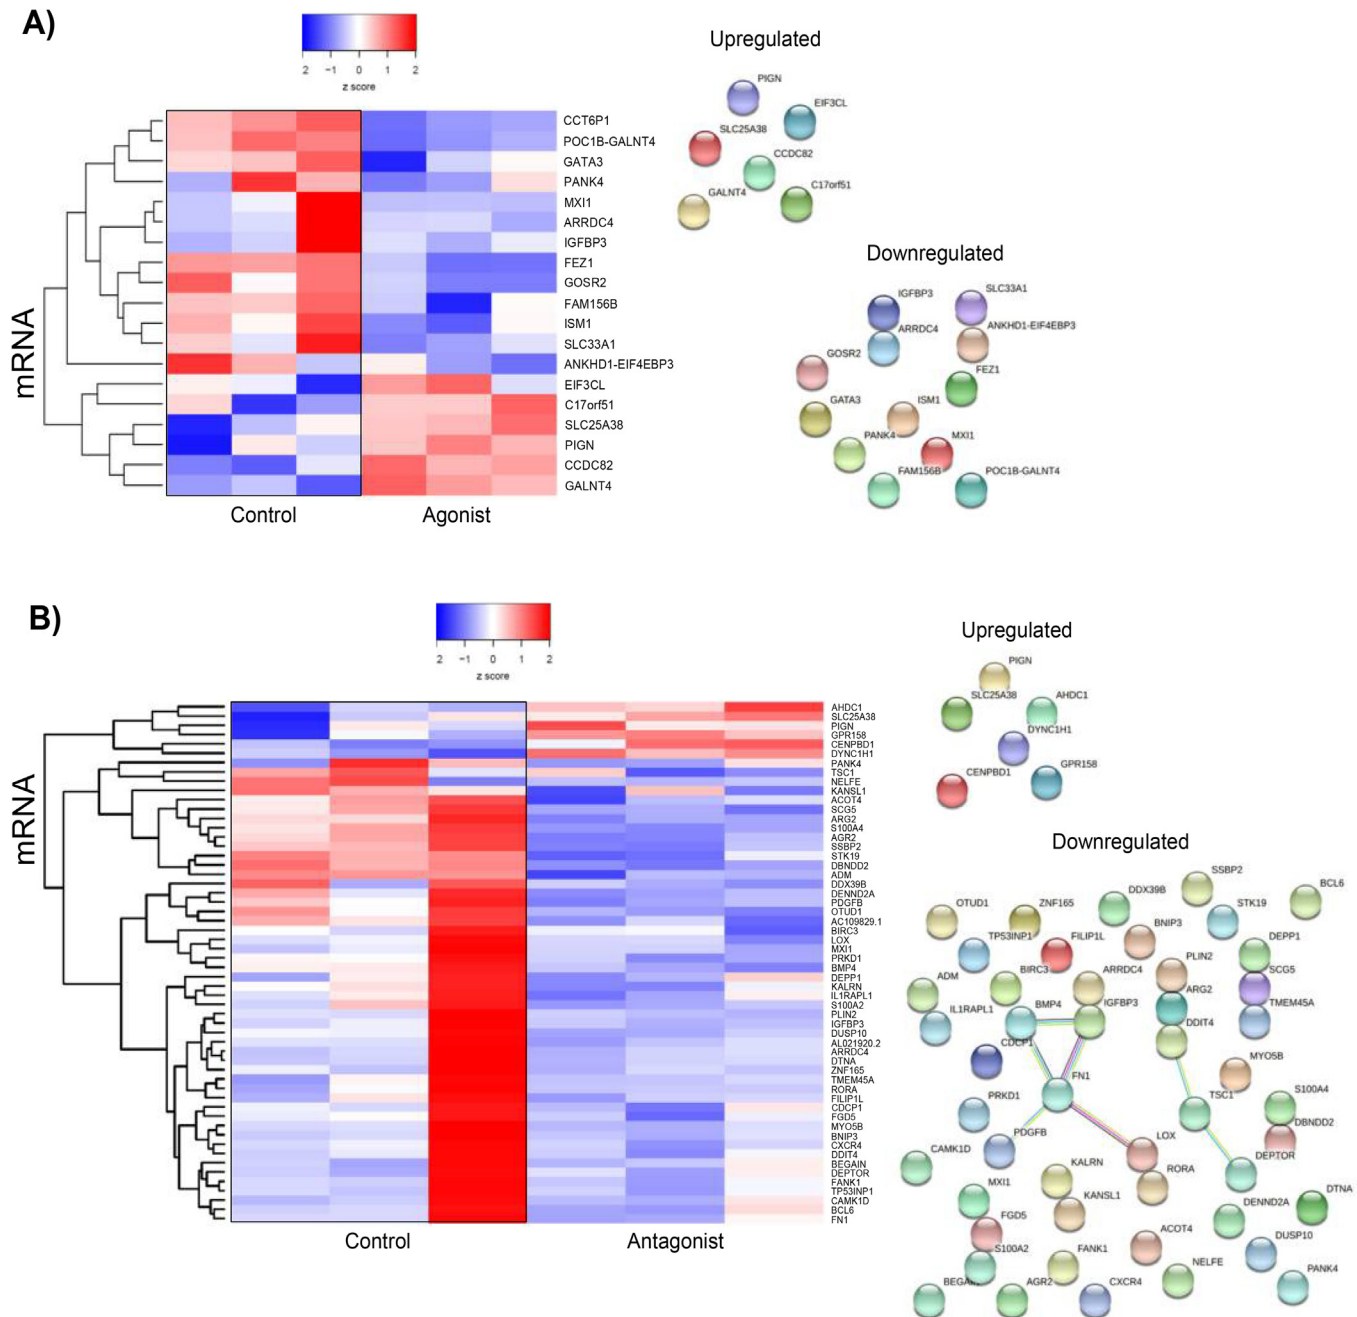 A)
2 −1 0 1 2
z score
mRNA
CCT6P1
POC1B-GALNT4
GATA3
PANK4
MXI1
ARRDC4
IGFBP3
FEZ1
GOSR2
FAM156B
ISM1
SLC33A1
ANKHD1-EIF4EBP3
EIF3CL
C17orf51
SLC25A38
PIGN
CCDC82
GALNT4
Control Agonist
Upregulated
PIGN
EIF3CL
SLC25A38
CCDC82
C17orf51
GALNT4
Downregulated
IGFBP3
SLC33A1
ARRDC4
ANKHD1-EIF4EBP3
GOSR2
FEZ1
GATA3
ISM1
PANK4
MXI1
FAM156B
POC1B-GALNT4
B)
2 −1 0 1 2
z score
mRNA
AHDC1
SLC25A38
PIGN
GPR158
CENPBD1
DYNC1H1
PANK4
TSC1
NELFE
KANSL1
ACOT4
SCG5
ARG2
S100A4
AGR2
SSBP2
STK19
DBNDD2
ADM
DDX39B
DENND2A
PDGFB
OTUD1
AC109829.1
BIRC3
LOX
MXI1
PRKD1
BMP4
DEPP1
KALRN
IL1RAPL1
S100A2
PLIN2
IGFBP3
DUSP10
AL021920.2
ARRDC4
DTNA
ZNF165
TMEM45A
RORA
FILIP1L
CDCP1
FGD5
MYO5B
BNIP3
CXCR4
DDIT4
BEGAIN
DEPTOR
FANK1
TP53INP1
CAMK1D
BCL6
FN1
Control Antagonist
Upregulated
PIGN
SLC25A38
AHDC1
DYNC1H1
CENPBD1
GPR158
Downregulated
SSBP2
BCL6
DDX39B
OTUD1
ZNF165
STK19
BNIP3
TP53INP1
FILIP1L
DEPP1
PLIN2
ADM
BIRC3
ARRDC4
SCG5
ARG2
IL1RAPL1
BMP4
IGFBP3
TMEM45A
DDIT4
CDCP1
MYO5B
FN1
PRKD1
TSC1
S100A4
DBNDD2
PDGFB
LOX
CAMK1D
DEPTOR
KALRN
RORA
MXI1
KANSL1
DENND2A
DTNA
FGD5
ACOT4
DUSP10
S100A2
FANK1
NELFE
PANK4
BEGAIN
AGR2
CXCR4